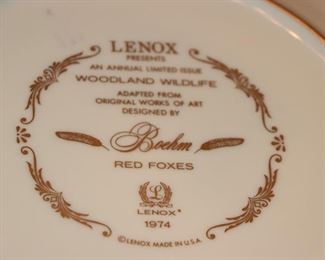 LENOX
PRESENTS
AN ANNUAL LIMITED ISSUE
WOODLAND WILDLIFE
ADAPTED FROM
ORIGINAL WORKS OF ART
DESIGNED BY
Boehm
RED FOXES
L
LENOX®
1974
© LENOX MADE IN U.S.A.